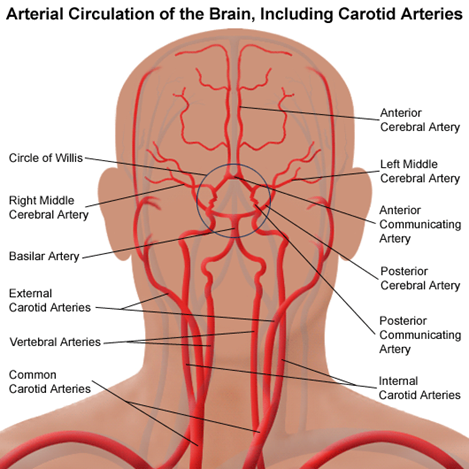 Arterial Circulation of the Brain, Including Carotid Arteries
Anterior
Cerebral Artery
Circle of Willis
Left Middle
Cerebral Artery
Right Middle
Cerebral Artery
Anterior
Communicating
Artery
Basilar Artery
Posterior
Cerebral Artery
External
Carotid Arteries
Posterior
Communicating
Artery
Vertebral Arteries
Common
Carotid Arteries
Internal
Carotid Arteries